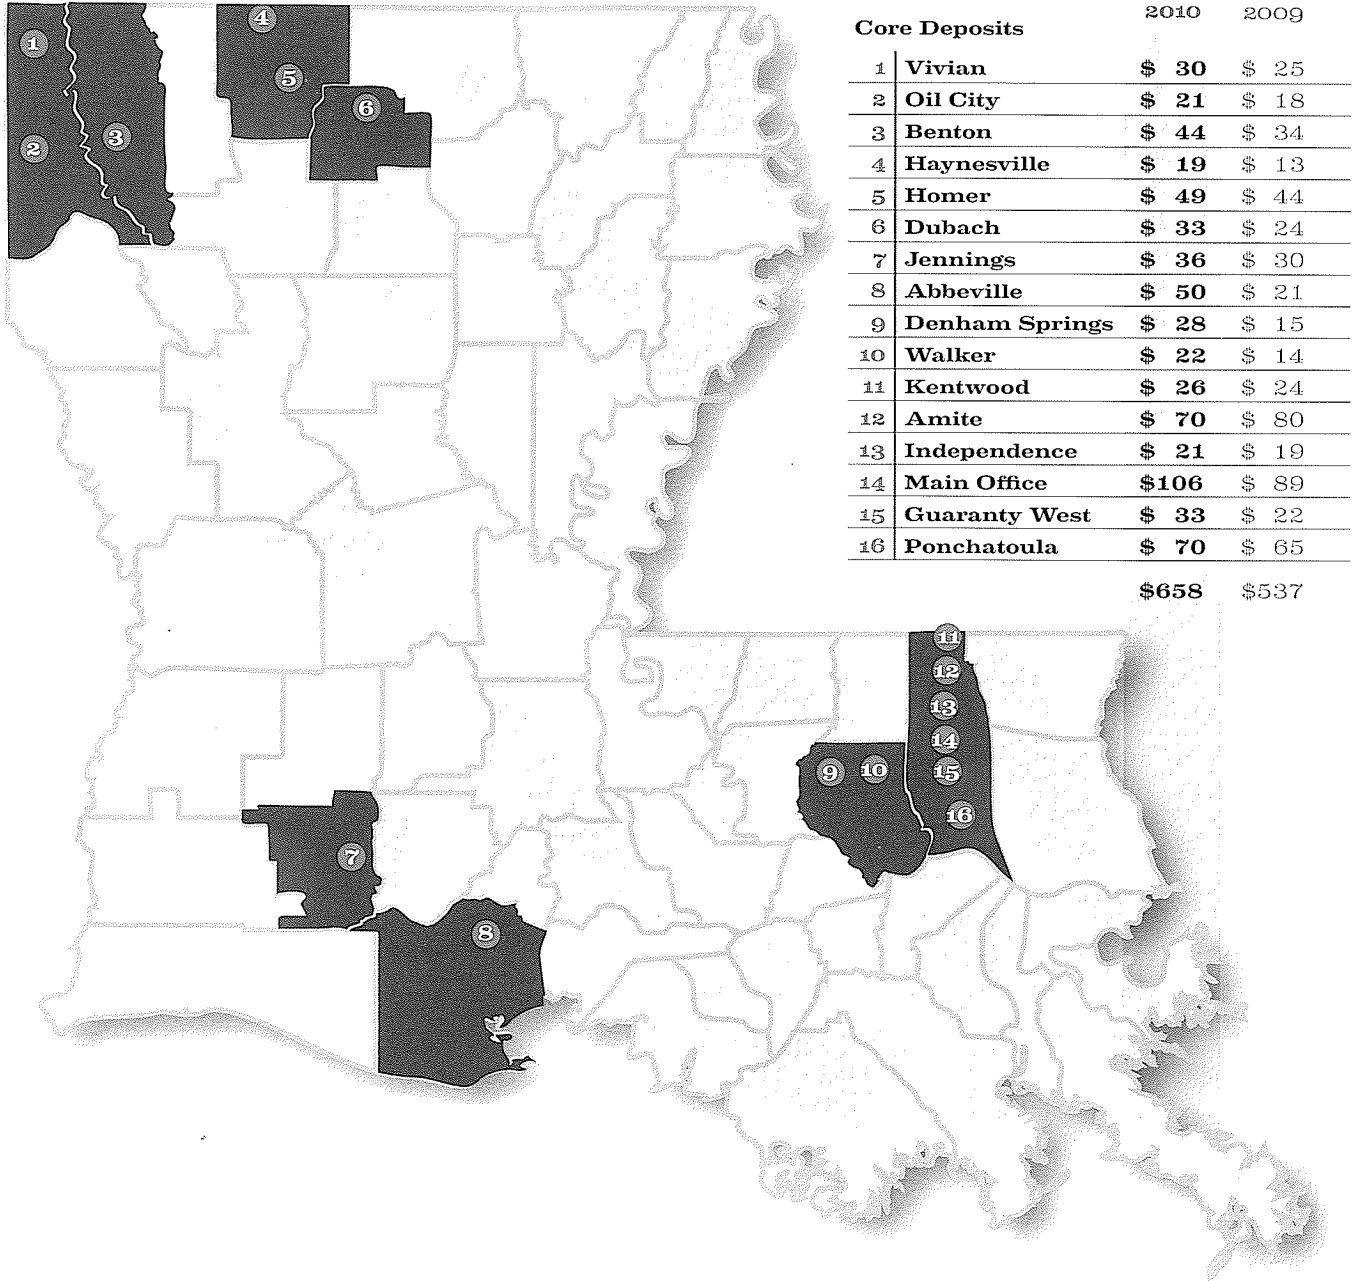 2010 2009
Core Deposits
1 Vivian $ 30 $ 25
2 Oil City $ 21 $ 18
3 Benton $ 44 $ 34
4 Haynesville $ 19 $ 13
5 Homer $ 49 $ 44
6 Dubach $ 33 $ 24
7 Jennings $ 36 $ 30
8 Abbeville $ 50 $ 21
9 Denham Springs $ 28 $ 15
10 Walker $ 22 $ 14
11 Kentwood $ 26 $ 24
12 Amite $ 70 $ 80
13 Independence $ 21 $ 19
14 Main Office $106 $ 89
15 Guaranty West $ 33 $ 22
16 Ponchatoula $ 70 $ 65
$658 $537
4
1
5
6
3
2
11
12
13
14
9 10 15
16
7
8